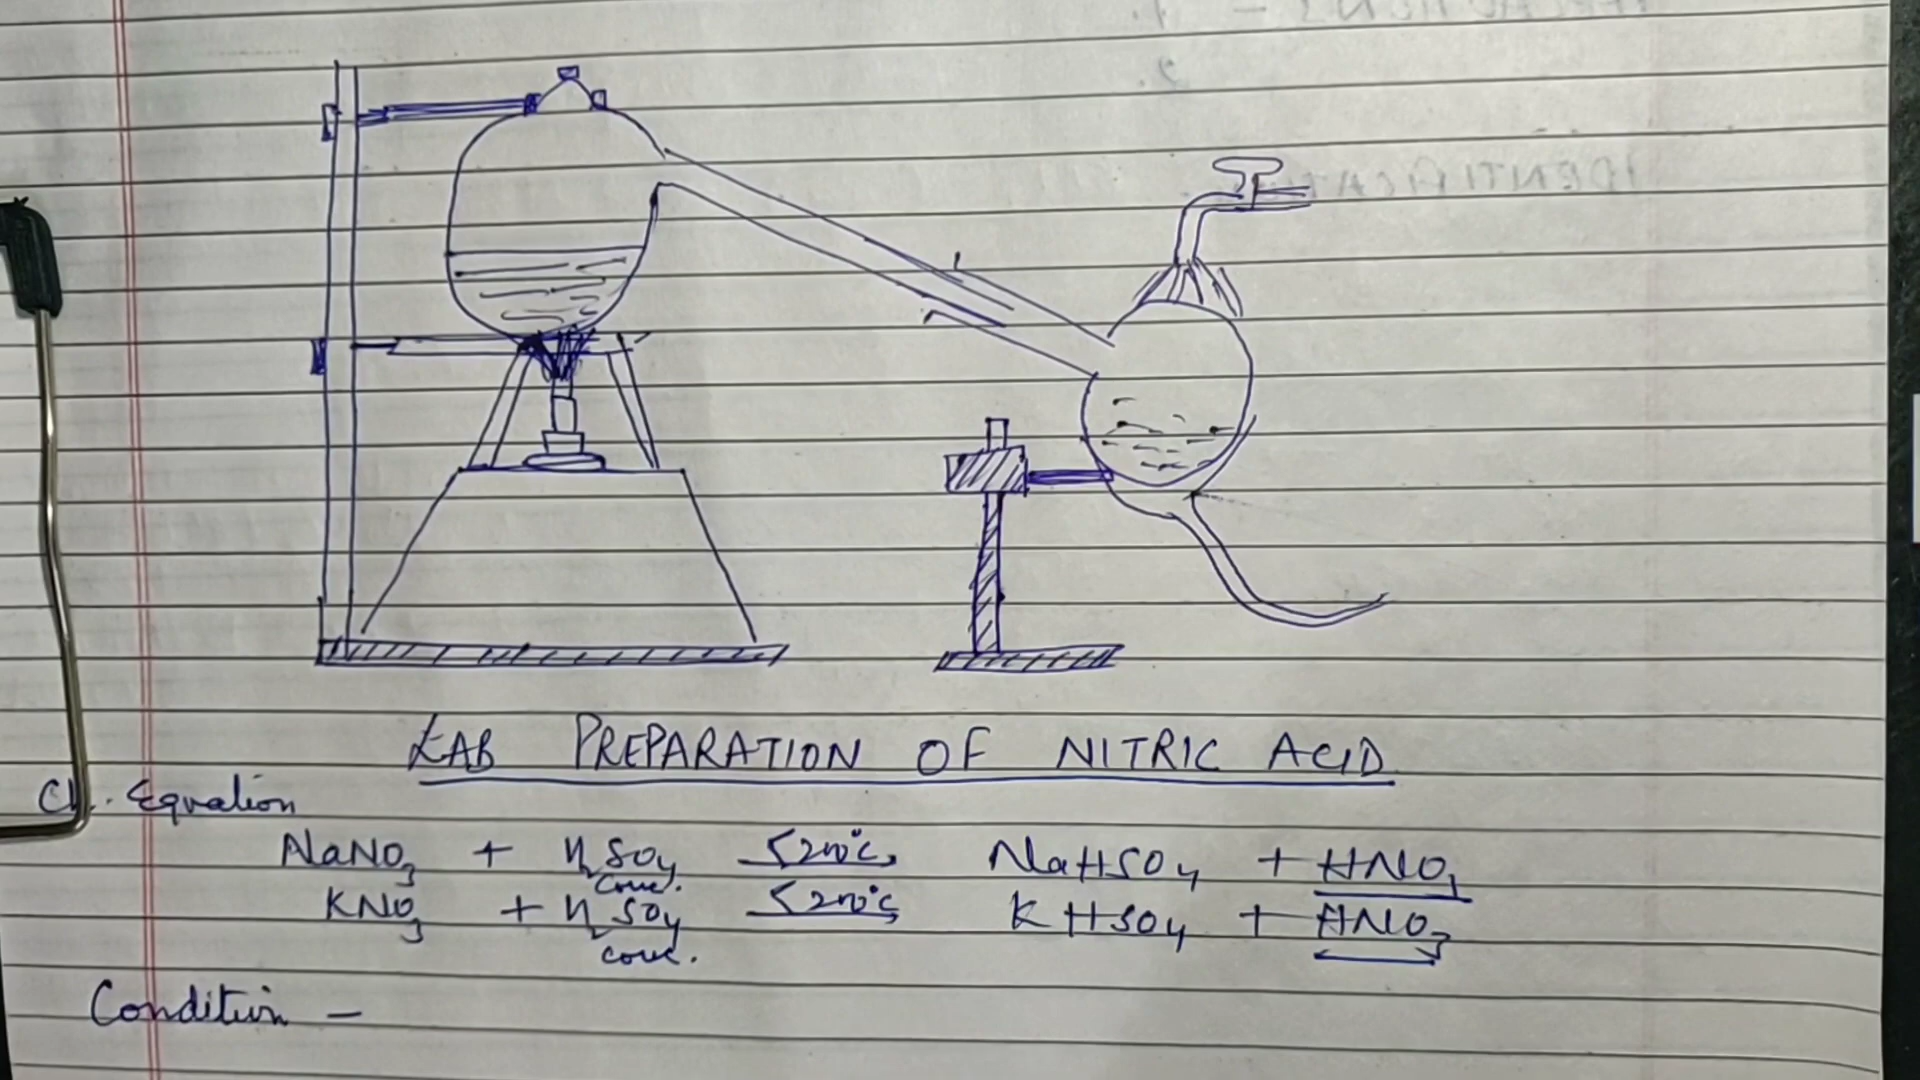 LAB PREPARATION OF NITRIC ACID
Ch. Equation
NaNO3 + H2SO4 <200°C NaHSO4 + HNO3
conc.
KNO3 + H2SO4 <200°C KHSO4 + HNO3
conc.
Condition –